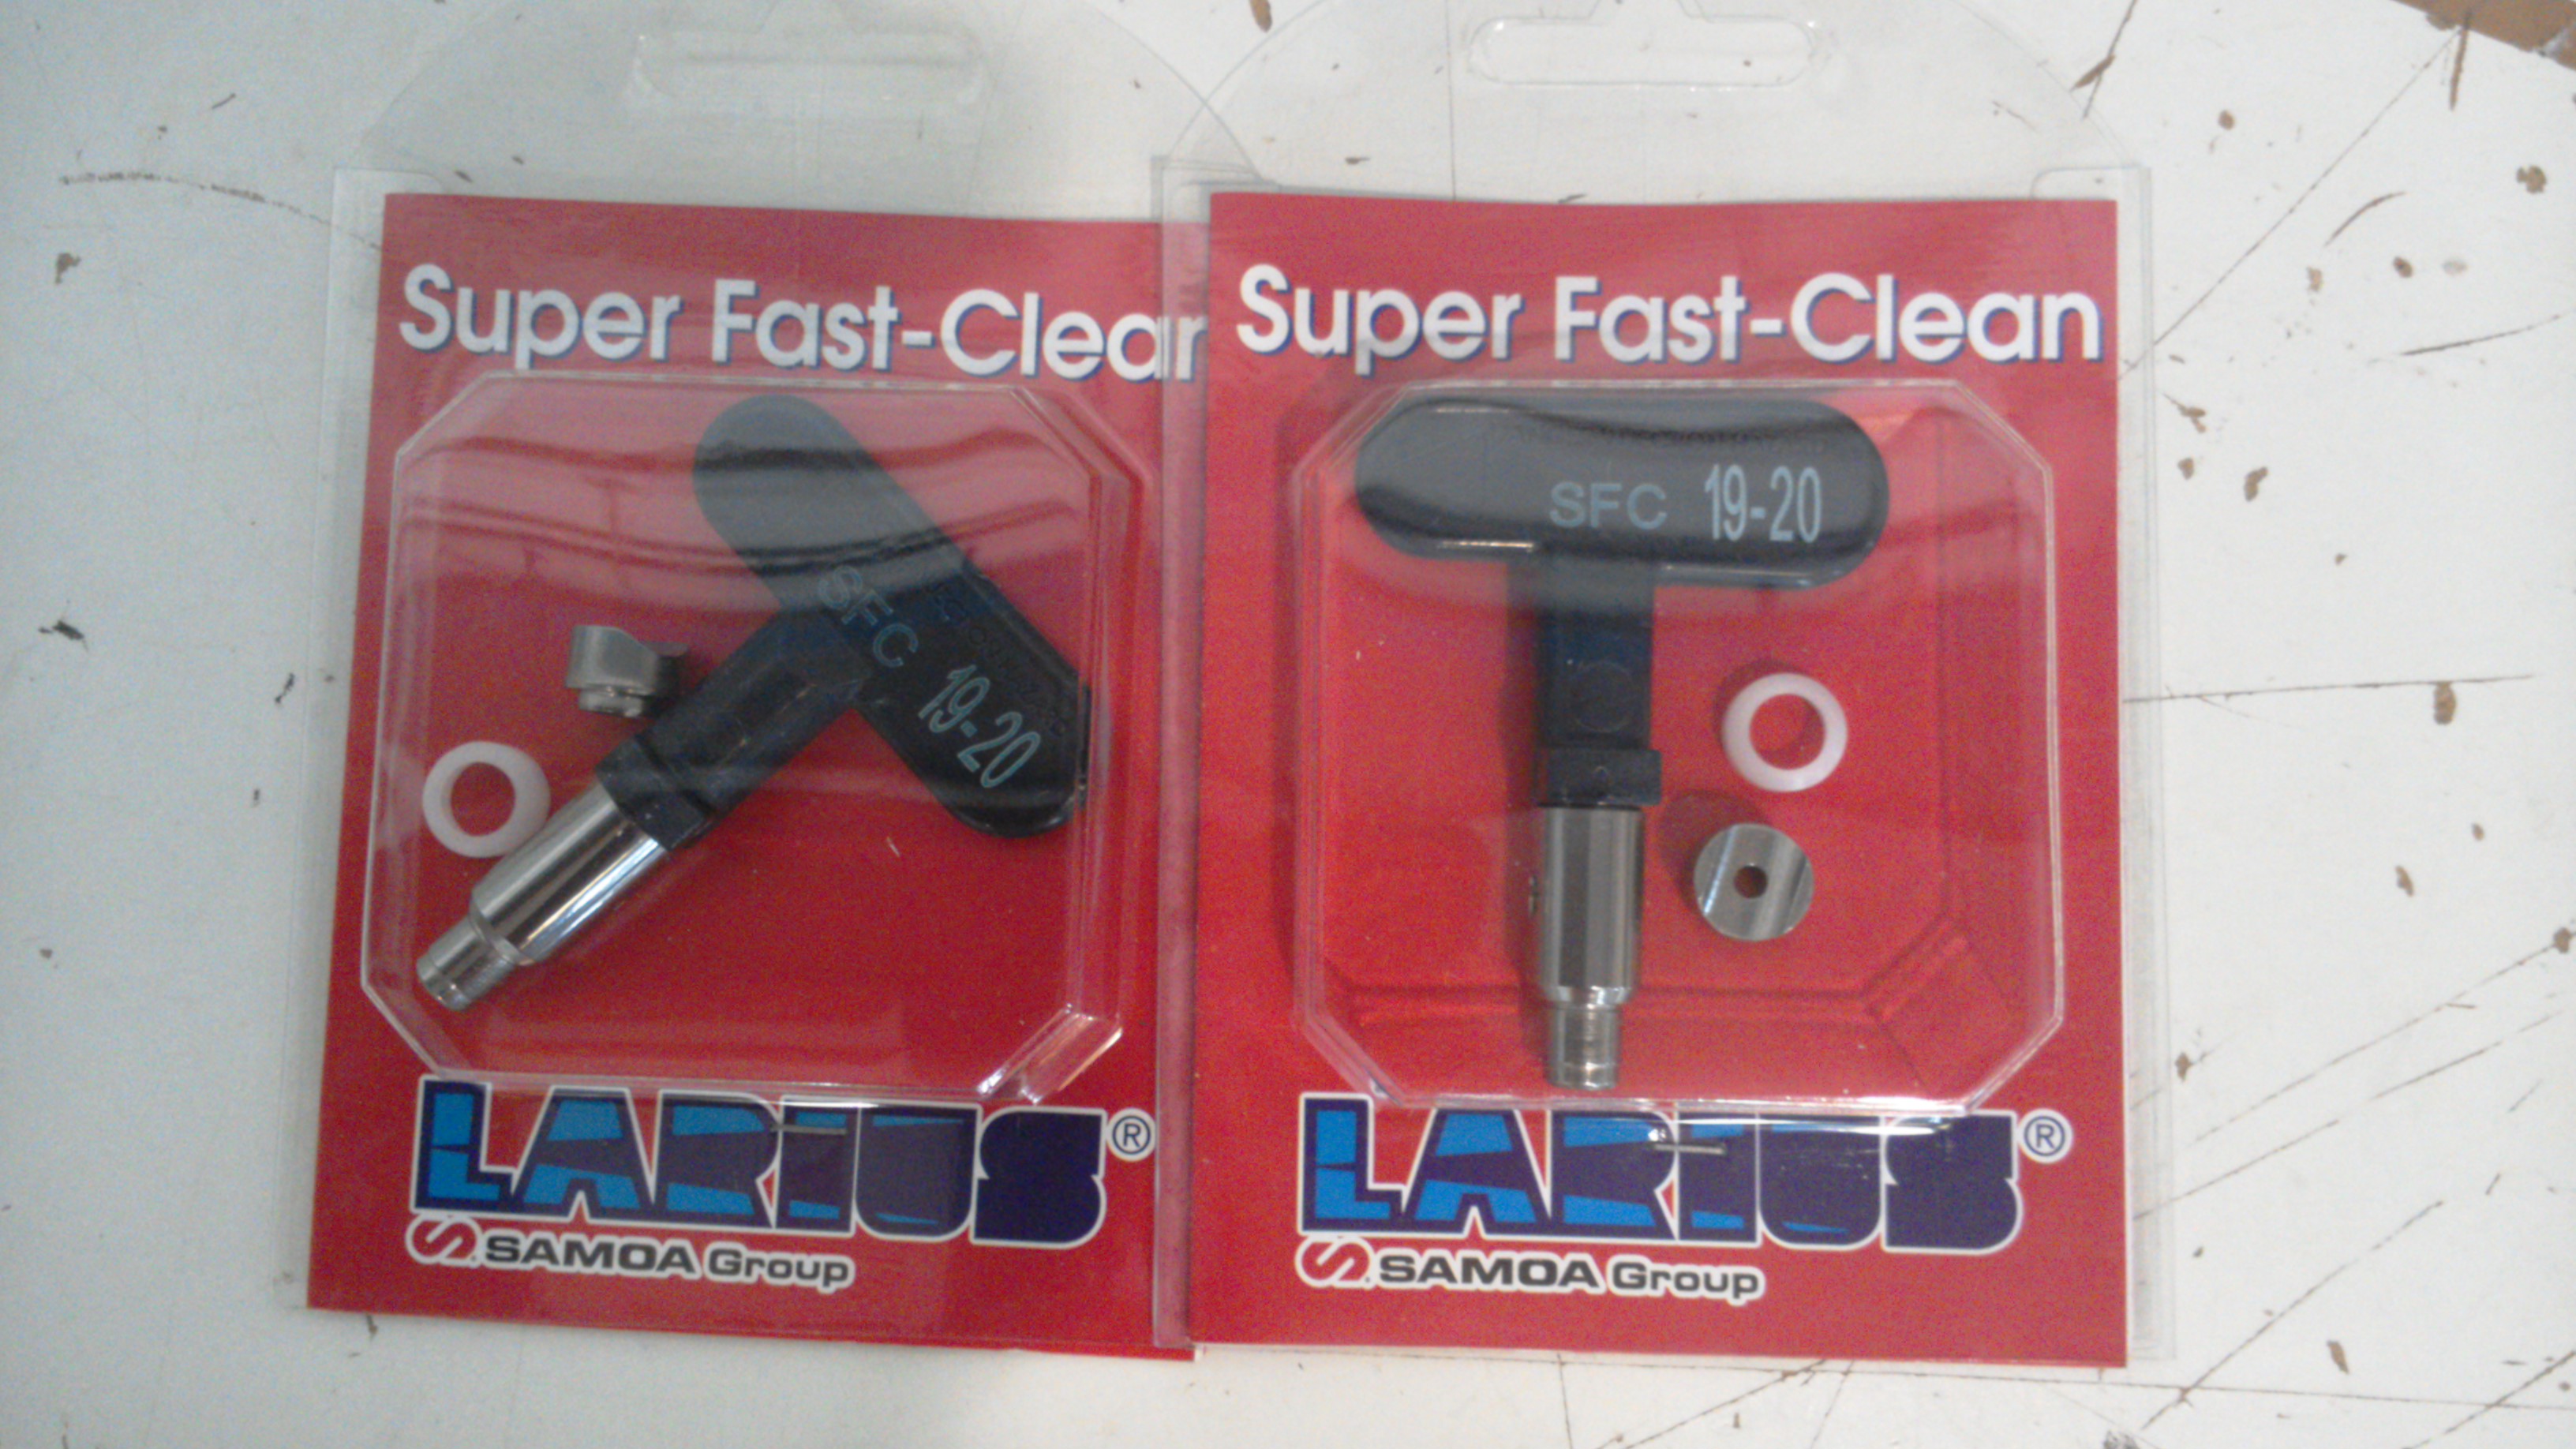 Super Fast-Clean
SFC 19-20
LARIUS®
SAMOA Group
Super Fast-Clean
SFC 19-20
LARIUS®
SAMOA Group